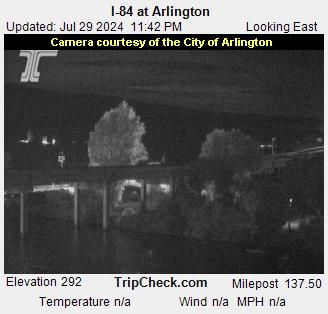 I-84 at Arlington
Updated: Jul 29 2024 11:42 PM Looking East
Camera courtesy of the City of Arlington
Elevation 292 TripCheck.com Milepost 137.50
Temperature n/a Wind n/a MPH n/a